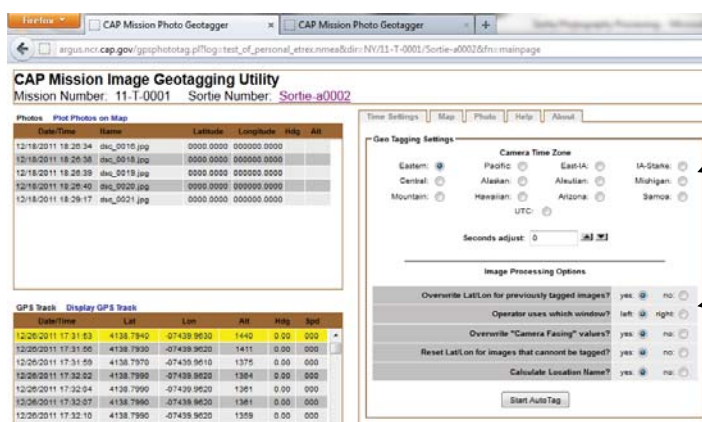 Firefox
CAP Mission Photo Geotagger
CAP Mission Photo Geotagger
argus.ncr.cap.gov/gpsphototag.pl?log=test_of_personal_etrex.nmea&dir=NY/11-T-0001/Sortie-a0002&fn=mainpage
CAP Mission Image Geotagging Utility
Mission Number: 11-T-0001 Sortie Number: Sortie-a0002
Photos Plot Photos on Map
Date/Time Name Latitude Longitude Hdg Alt
12/18/2011 18:26:34 dsc_0016.jpg 0000.0000 000000.0000
12/18/2011 18:26:38 dsc_0018.jpg 0000.0000 000000.0000
12/18/2011 18:26:39 dsc_0019.jpg 0000.0000 000000.0000
12/18/2011 18:26:40 dsc_0020.jpg 0000.0000 000000.0000
12/18/2011 18:29:17 dsc_0021.jpg 0000.0000 000000.0000
GPS Track Display GPS Track
Date/Time Lat Lon Alt Hdg Spd
12/26/2011 17:31:53 4138.7940 -07439.9630 1440 0.00 000
12/26/2011 17:31:56 4138.7930 -07439.9620 1411 0.00 000
12/26/2011 17:31:59 4138.7970 -07439.9610 1375 0.00 000
12/26/2011 17:32:02 4138.7990 -07439.9620 1364 0.00 000
12/26/2011 17:32:04 4138.7990 -07439.9620 1361 0.00 000
12/26/2011 17:32:07 4138.7990 -07439.9620 1361 0.00 000
12/26/2011 17:32:10 4138.7990 -07439.9620 1359 0.00 000
Time Settings Map Photo Help About
Geo Tagging Settings
Camera Time Zone
Eastern: Pacific: East-IA: IA-Starke:
Central: Alaskan: Aleutian: Michigan:
Mountain: Hawaiian: Arizona: Samoa:
UTC:
Seconds adjust: 0
Image Processing Options
Overwrite Lat/Lon for previously tagged images? yes: no:
Operator uses which window? left: right:
Overwrite "Camera Facing" values? yes: no:
Reset Lat/Lon for images that cannont be tagged? yes: no:
Calculate Location Name? yes: no:
Start AutoTag